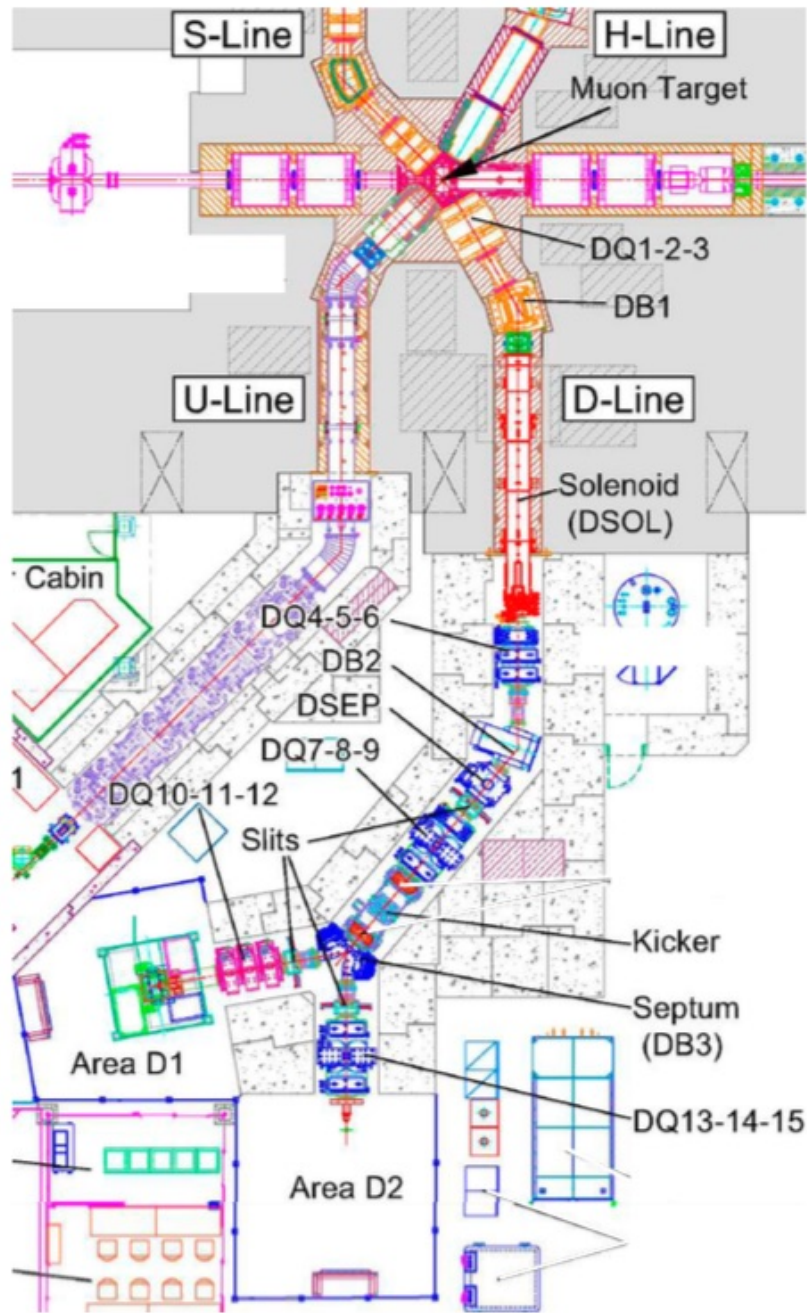 S-Line
H-Line
Muon Target
DQ1-2-3
DB1
U-Line
D-Line
Solenoid
(DSOL)
Cabin
DQ4-5-6
DB2
DSEP
DQ7-8-9
1
DQ10-11-12
Slits
Kicker
Septum
(DB3)
Area D1
DQ13-14-15
Area D2